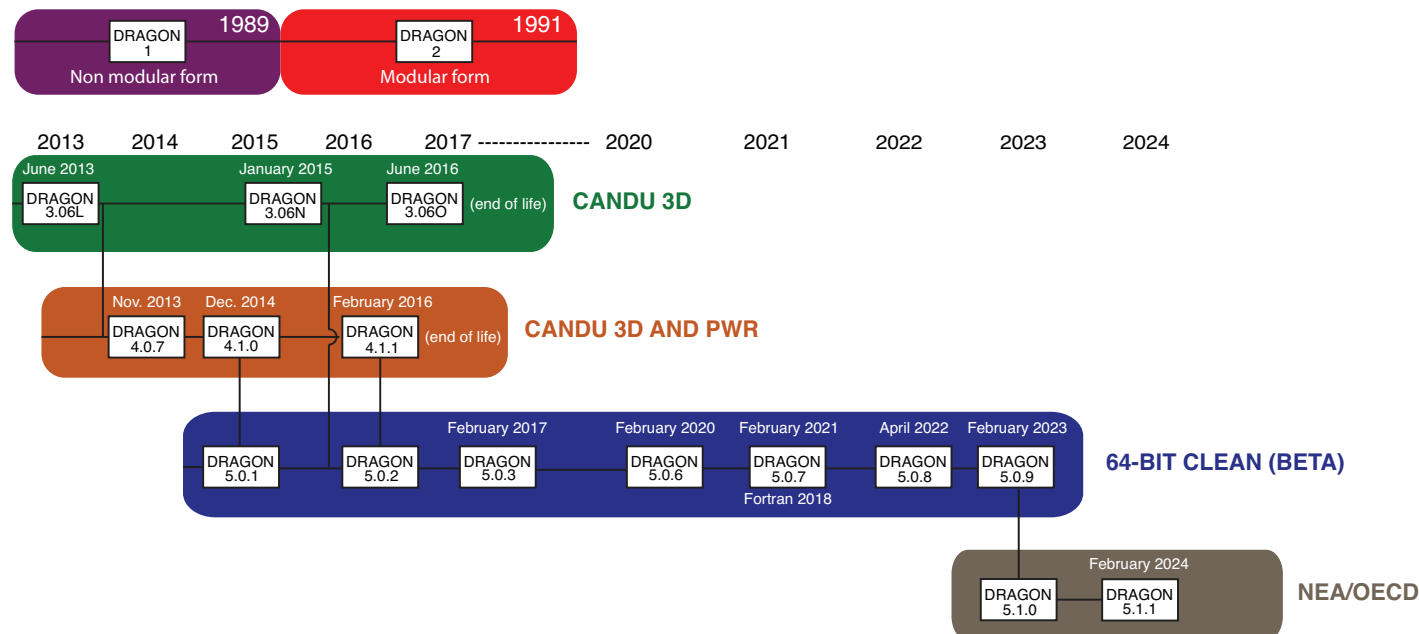 1989
DRAGON
1
Non modular form
1991
DRAGON
2
Modular form
2013 2014 2015 2016 2017 ---------------- 2020 2021 2022 2023 2024
June 2013
DRAGON
3.06L
January 2015
DRAGON
3.06N
June 2016
DRAGON
3.06O
(end of life)
CANDU 3D
Nov. 2013
DRAGON
4.0.7
Dec. 2014
DRAGON
4.1.0
February 2016
DRAGON
4.1.1
(end of life)
CANDU 3D AND PWR
DRAGON
5.0.1
DRAGON
5.0.2
February 2017
DRAGON
5.0.3
February 2020
DRAGON
5.0.6
February 2021
DRAGON
5.0.7
Fortran 2018
April 2022
DRAGON
5.0.8
February 2023
DRAGON
5.0.9
64-BIT CLEAN (BETA)
DRAGON
5.1.0
February 2024
DRAGON
5.1.1
NEA/OECD